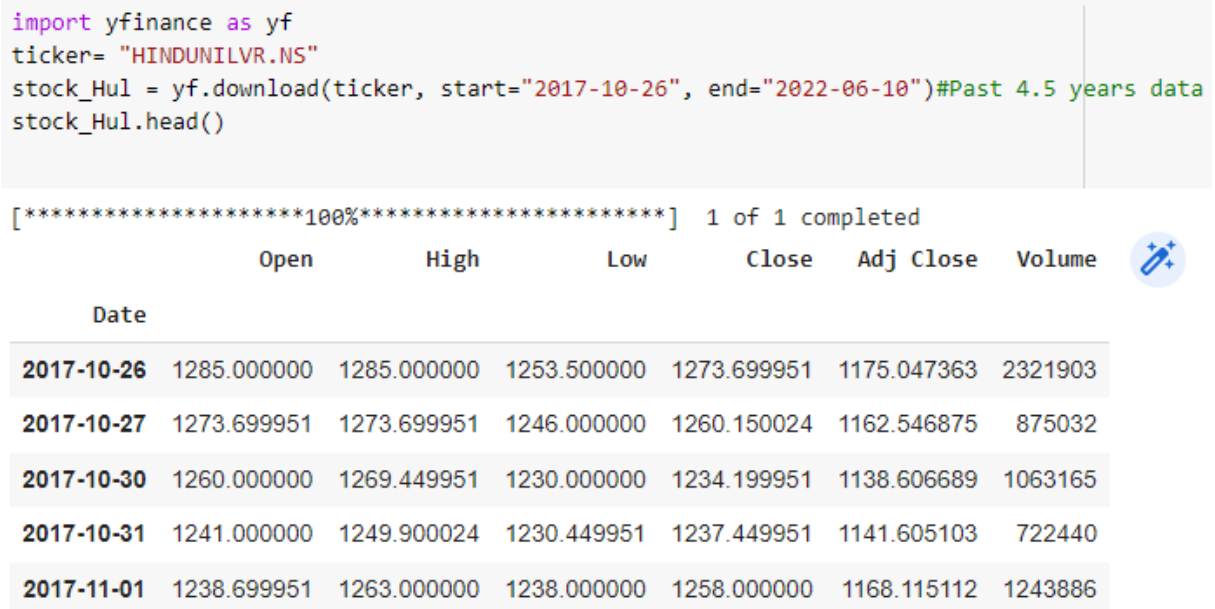 import yfinance as yf
ticker= "HINDUNILVR.NS"
stock_Hul = yf.download(ticker, start="2017-10-26", end="2022-06-10")#Past 4.5 years data
stock_Hul.head()
[*********************100%***********************] 1 of 1 completed
Open High Low Close Adj Close Volume
Date
2017-10-26 1285.000000 1285.000000 1253.500000 1273.699951 1175.047363 2321903
2017-10-27 1273.699951 1273.699951 1246.000000 1260.150024 1162.546875 875032
2017-10-30 1260.000000 1269.449951 1230.000000 1234.199951 1138.606689 1063165
2017-10-31 1241.000000 1249.900024 1230.449951 1237.449951 1141.605103 722440
2017-11-01 1238.699951 1263.000000 1238.000000 1258.000000 1168.115112 1243886